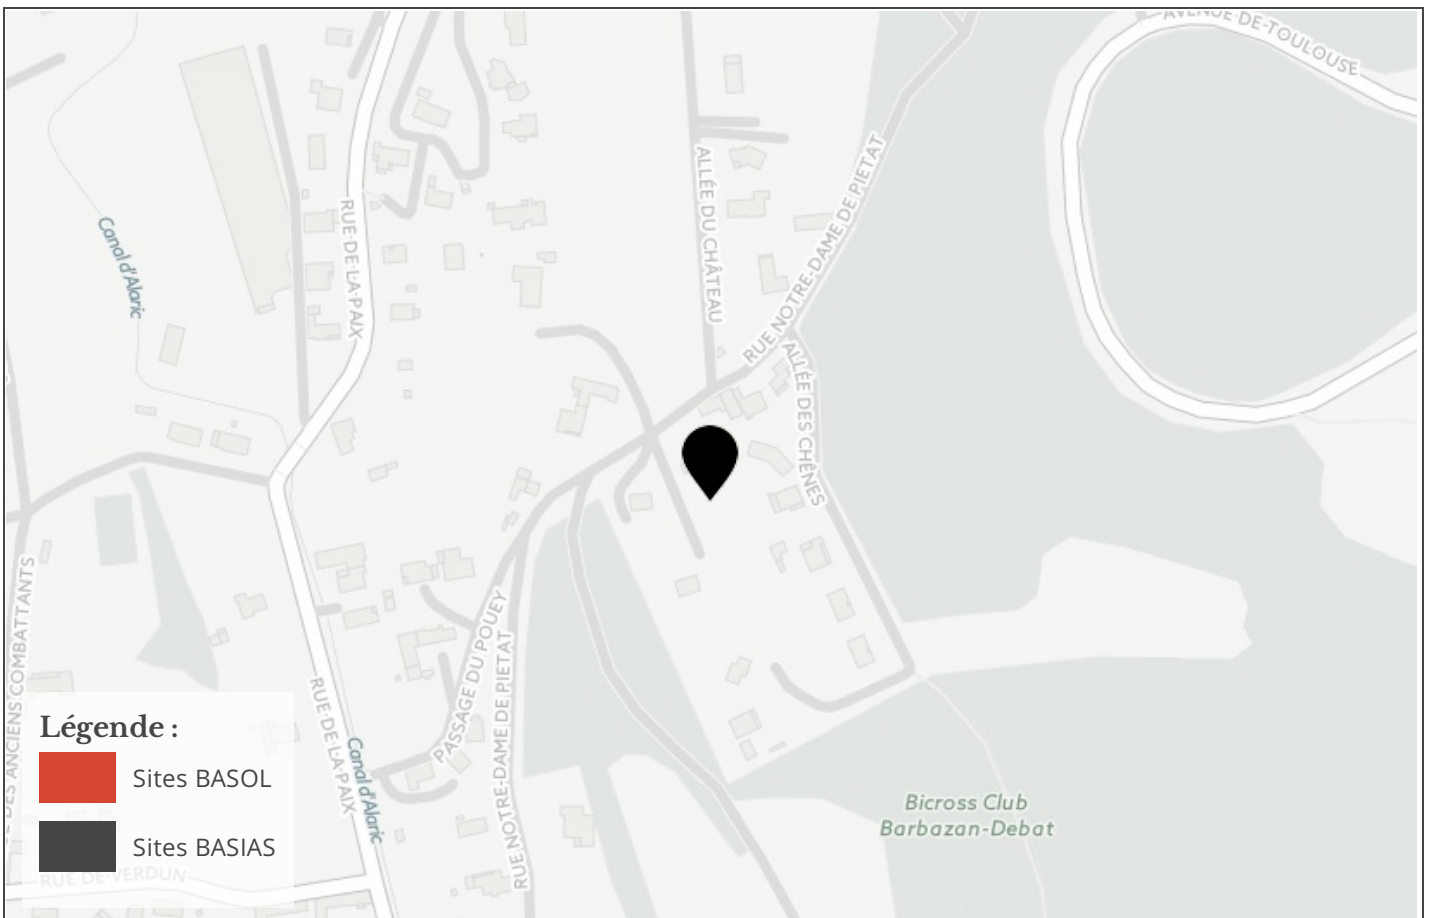 AVENUE-DE-TOULOUSE
RUE-DE-LA-PAIX
Canal d'Alaric
ALLÉE DU CHÂTEAU
RUE NOTRE-DAME DE PIETAT
ALLÉE DES CHÊNES
DES ANCIENS COMBATTANTS
PASSAGE DU POUEY
RUE NOTRE-DAME DE PIETAT
RUE-DE-LA-PAIX
Canal d'Alaric
Légende :
Sites BASOL
Sites BASIAS
RUE-DE-VERDUN
Bicross Club
Barbazan-Debat